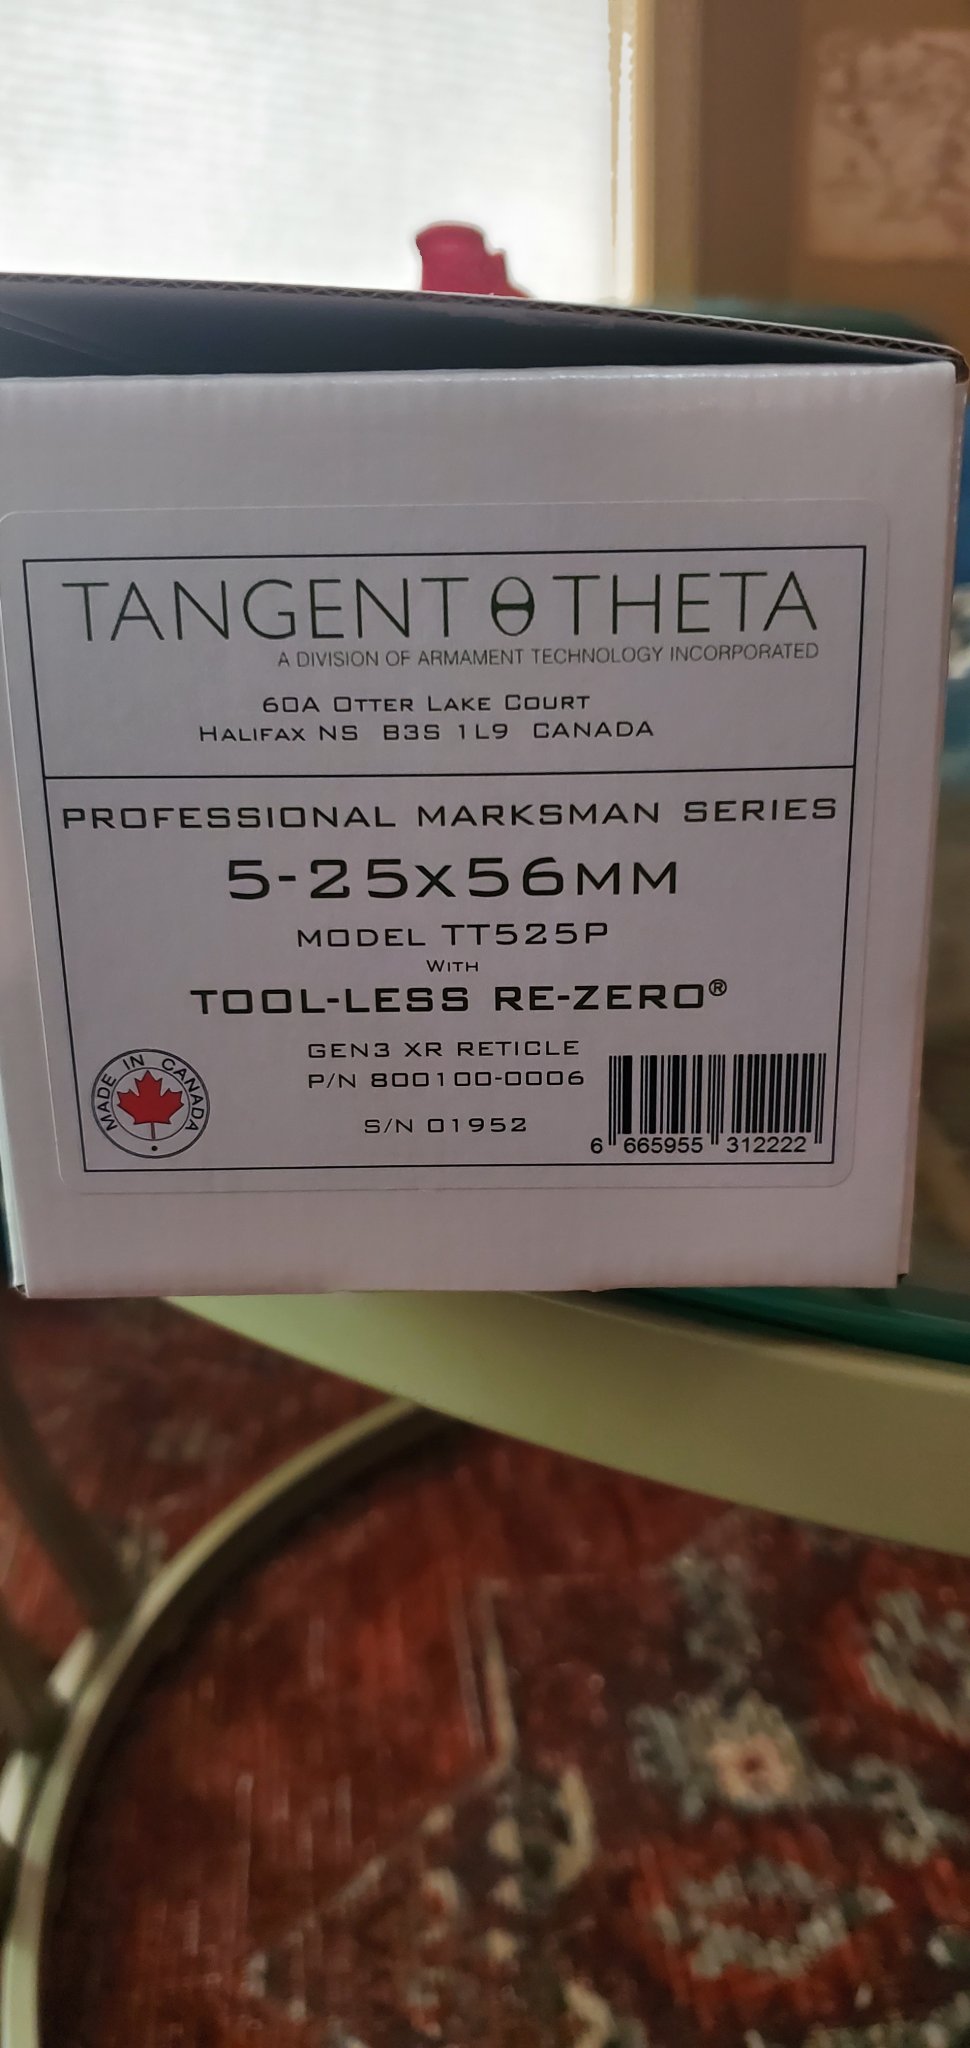 TANGENT θ THETA
A DIVISION OF ARMAMENT TECHNOLOGY INCORPORATED
60A OTTER LAKE COURT
HALIFAX NS B3S 1L9 CANADA
PROFESSIONAL MARKSMAN SERIES
5-25x56MM
MODEL TT525P
WITH
TOOL-LESS RE-ZERO®
GEN3 XR RETICLE
P/N 800100-0006
S/N 01952
MADE IN CANADA
6 665955 312222